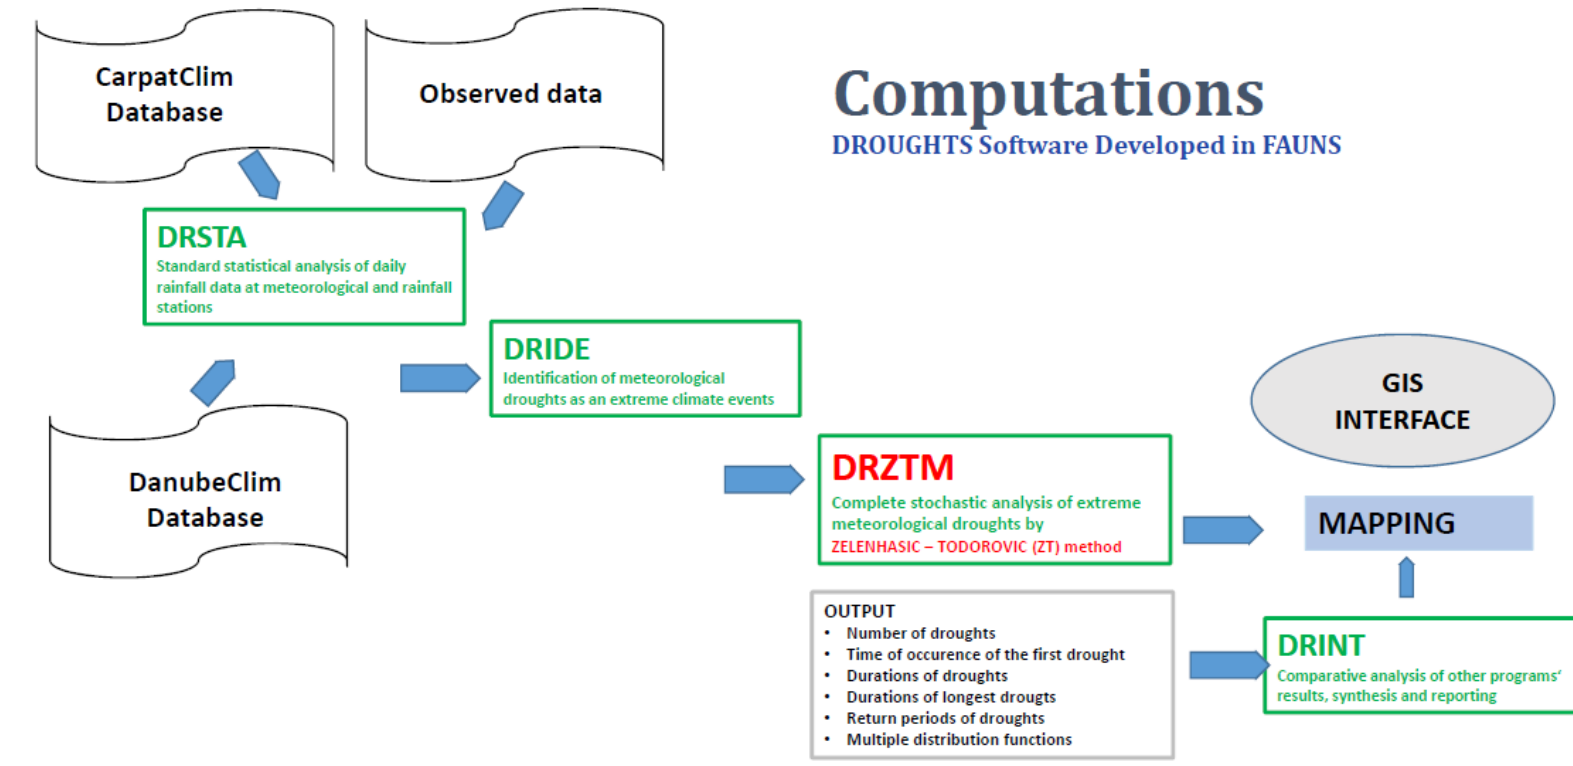 CarpatClim
Database
Observed data
Computations
DROUGHTS Software Developed in FAUNS
DRSTA
Standard statistical analysis of daily
rainfall data at meteorological and rainfall
stations
DRIDE
Identification of meteorological
droughts as an extreme climate events
GIS
INTERFACE
DanubeClim
Database
DRZTM
Complete stochastic analysis of extreme
meteorological droughts by
ZELENHASIC – TODOROVIC (ZT) method
MAPPING
OUTPUT
• Number of droughts
• Time of occurence of the first drought
• Durations of droughts
• Durations of longest drougts
• Return periods of droughts
• Multiple distribution functions
DRINT
Comparative analysis of other programs’
results, synthesis and reporting